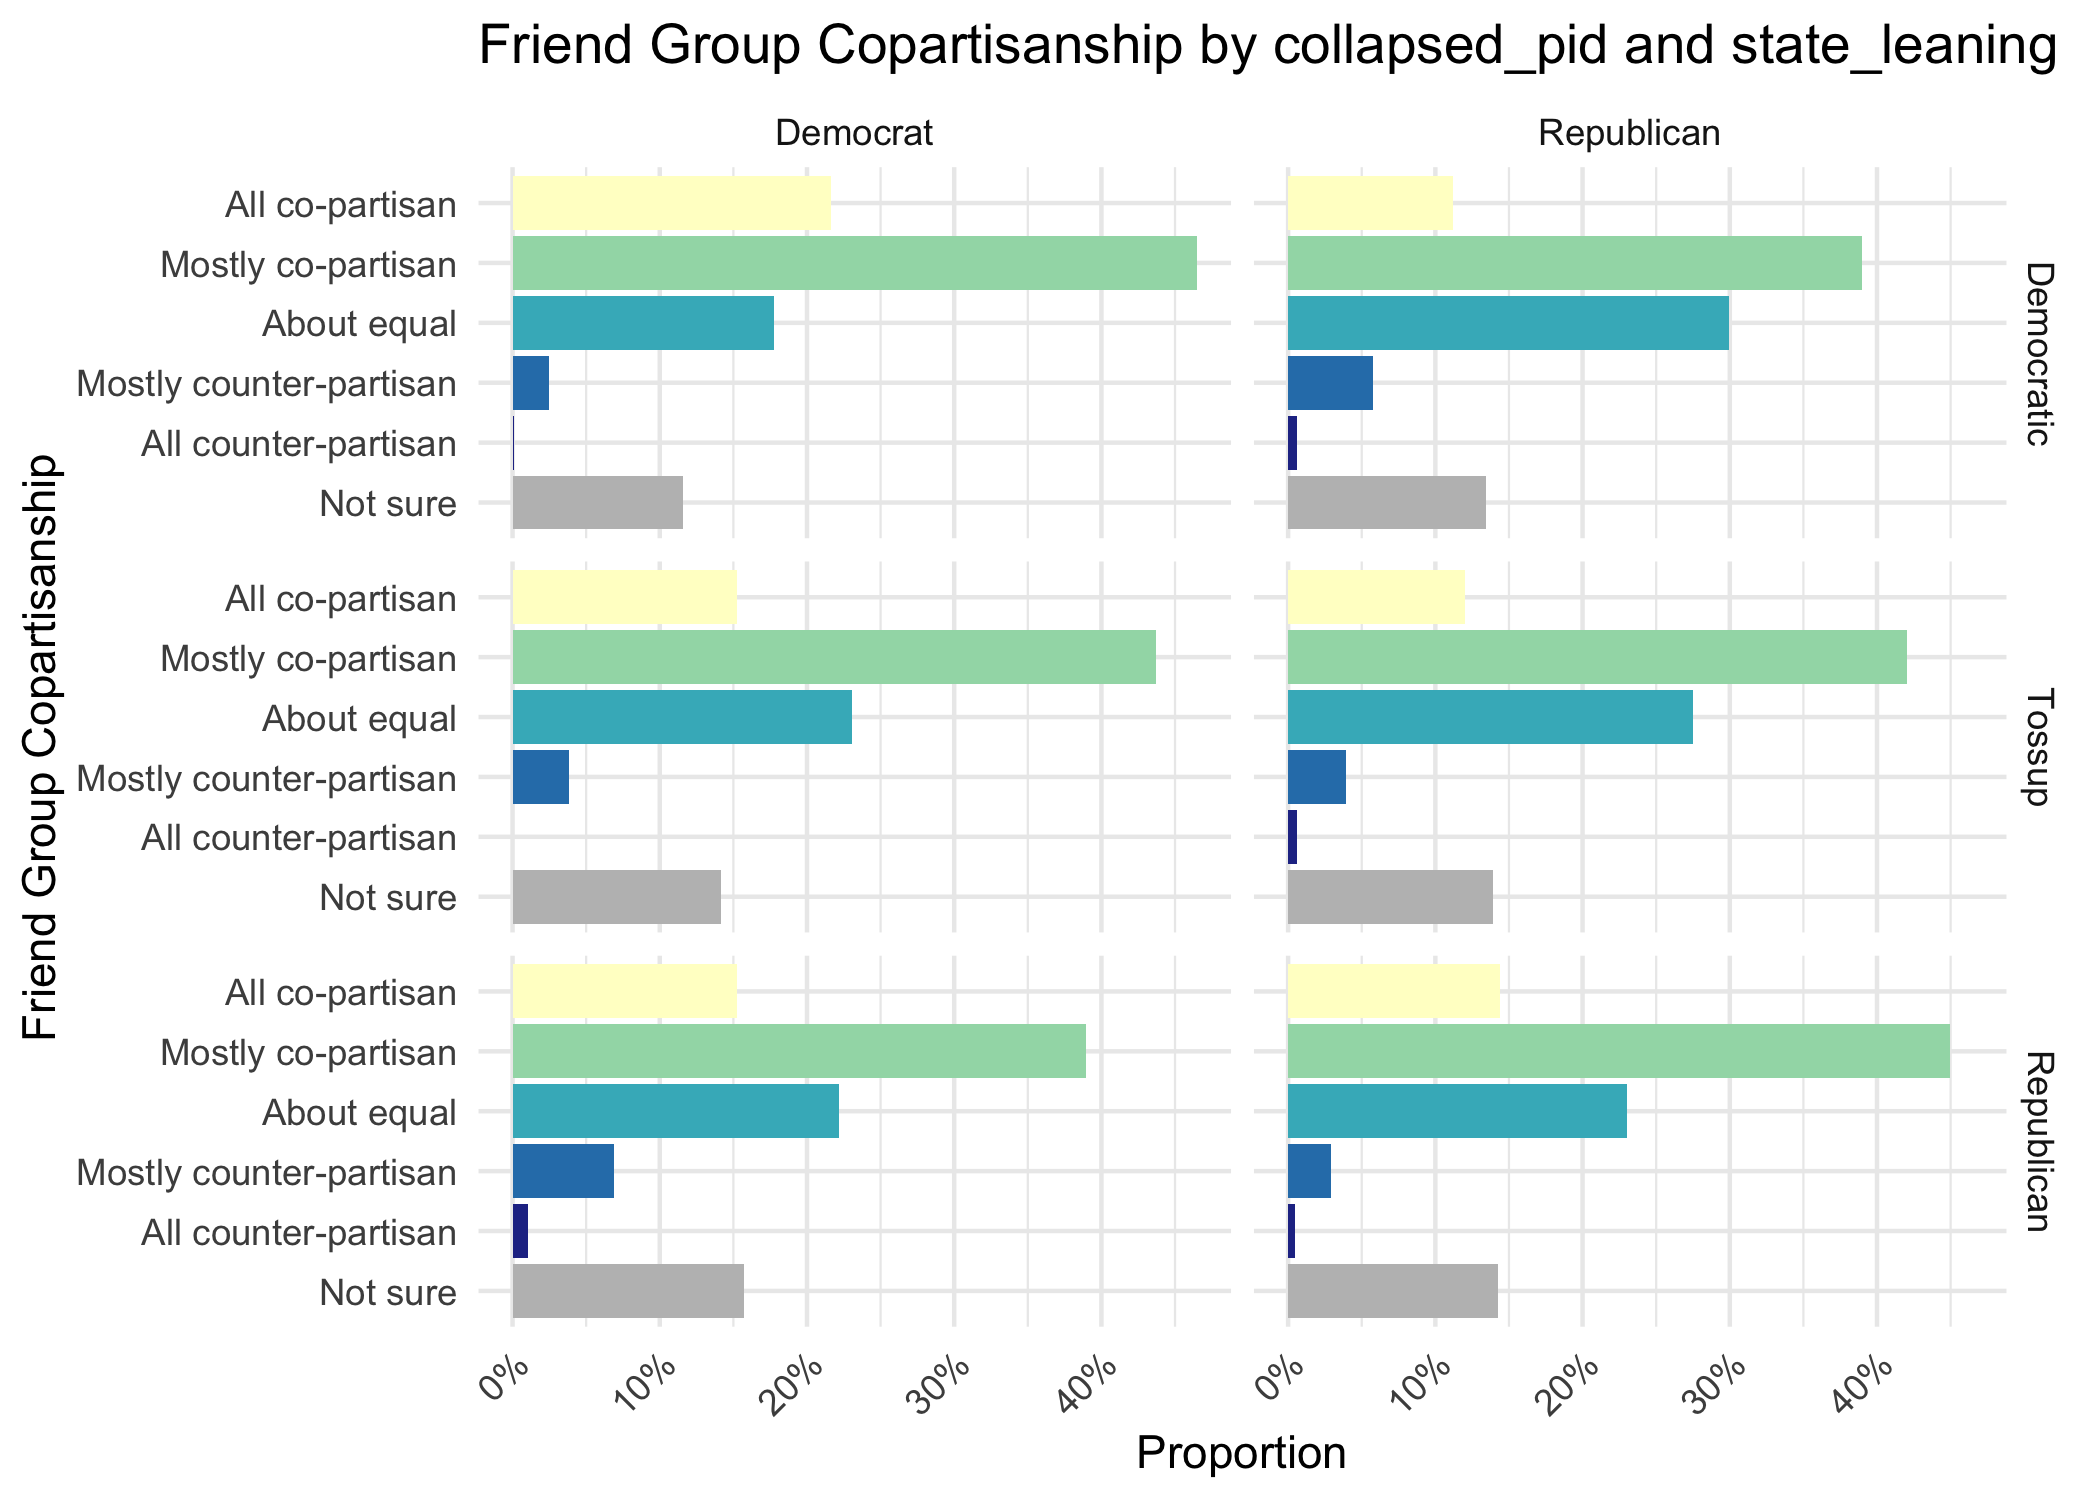 Friend Group Copartisanship by collapsed_pid and state_leaning
Democrat
Republican
All co-partisan
Mostly co-partisan
About equal
Mostly counter-partisan
All counter-partisan
Not sure
Democratic
All co-partisan
Mostly co-partisan
About equal
Mostly counter-partisan
All counter-partisan
Not sure
Tossup
All co-partisan
Mostly co-partisan
About equal
Mostly counter-partisan
All counter-partisan
Not sure
Republican
Friend Group Copartisanship
0%
10%
20%
30%
40%
0%
10%
20%
30%
40%
Proportion